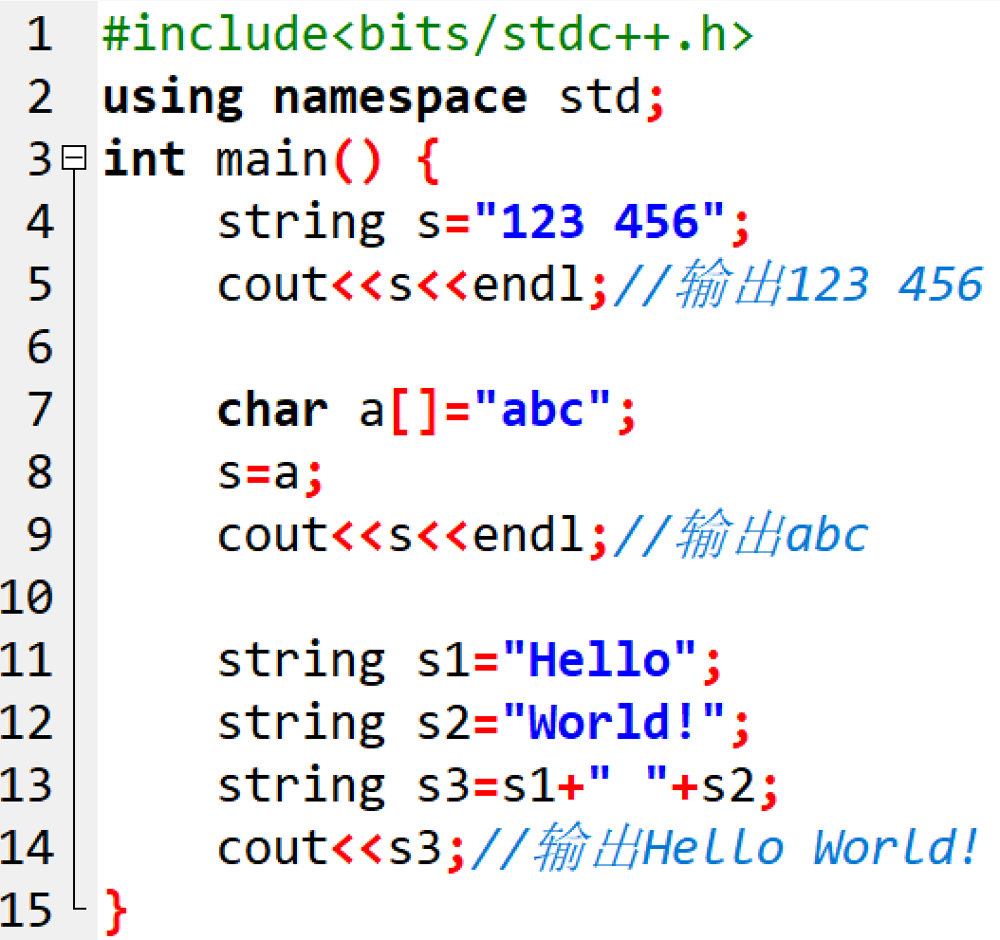 1 #include<bits/stdc++.h>
2 using namespace std;
3 int main() {
4     string s="123 456";
5     cout<<s<<endl;//输出123 456
6
7     char a[]="abc";
8     s=a;
9     cout<<s<<endl;//输出abc
10
11     string s1="Hello";
12     string s2="World!";
13     string s3=s1+" "+s2;
14     cout<<s3;//输出Hello World!
15 }